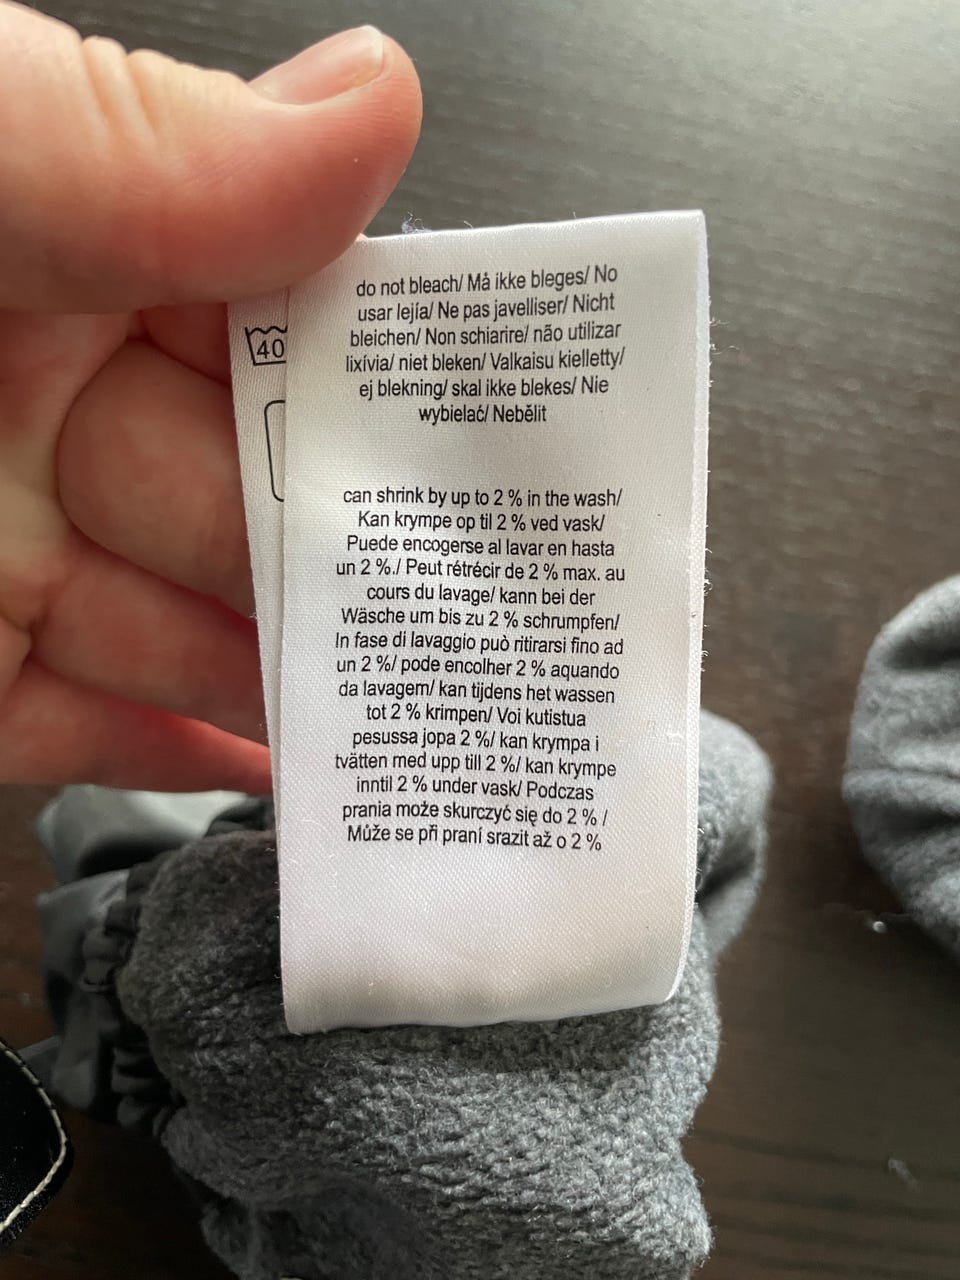 do not bleach/ Må ikke bleges/ No
usar lejía/ Ne pas javelliser/ Nicht
bleichen/ Non schiarire/ não utilizar
lixívia/ niet bleken/ Valkaisu kielletty/
ej blekning/ skal ikke blekes/ Nie
wybielać/ Nebělit
40
can shrink by up to 2 % in the wash/
Kan krympe op til 2 % ved vask/
Puede encogerse al lavar en hasta
un 2 %./ Peut rétrécir de 2 % max. au
cours du lavage/ kann bei der
Wäsche um bis zu 2 % schrumpfen/
In fase di lavaggio può ritirarsi fino ad
un 2 %/ pode encolher 2 % aquando
da lavagem/ kan tijdens het wassen
tot 2 % krimpen/ Voi kutistua
pesussa jopa 2 %/ kan krympa i
tvätten med upp till 2 %/ kan krympe
inntil 2 % under vask/ Podczas
prania może skurczyć się do 2 % /
Může se při praní srazit až o 2 %